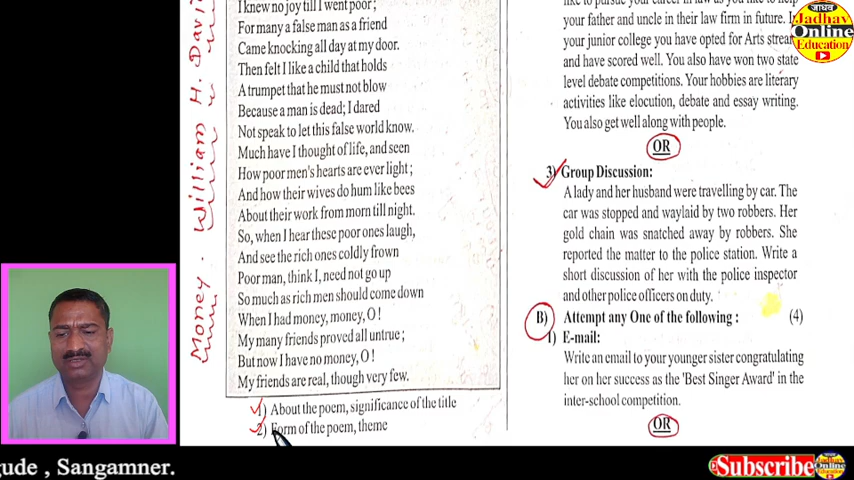 Money. William H. Davi
I knew no joy till I went poor;
For many a false man as a friend
Came knocking all day at my door.
Then felt I like a child that holds
A trumpet that he must not blow
Because a man is dead; I dared
Not speak to let this false world know.
Much have I thought of life, and seen
How poor men's hearts are ever light;
And how their wives do hum like bees
About their work from morn till night.
So, when I hear these poor ones laugh,
And see the rich ones coldly frown
Poor man, think I, need not go up
So much as rich men should come down
When I had money, money, O!
My many friends proved all untrue;
But now I have no money, O!
My friends are real, though very few.
1) About the poem, significance of the title
2) Form of the poem, theme
like to pursue your career in law as you like to help
your father and uncle in their law firm in future. I
your junior college you have opted for Arts stream
and have scored well. You also have won two state
level debate competitions. Your hobbies are literary
activities like elocution, debate and essay writing.
You also get well along with people.
OR
3) Group Discussion:
A lady and her husband were travelling by car. The
car was stopped and waylaid by two robbers. Her
gold chain was snatched away by robbers. She
reported the matter to the police station. Write a
short discussion of her with the police inspector
and other police officers on duty.
B) Attempt any One of the following : (4)
1) E-mail:
Write an email to your younger sister congratulating
her on her success as the 'Best Singer Award' in the
inter-school competition.
OR
जाधव
Jadhav
Online
Education
gude , Sangamner.
Subscribe
Jadhav
Online
Education